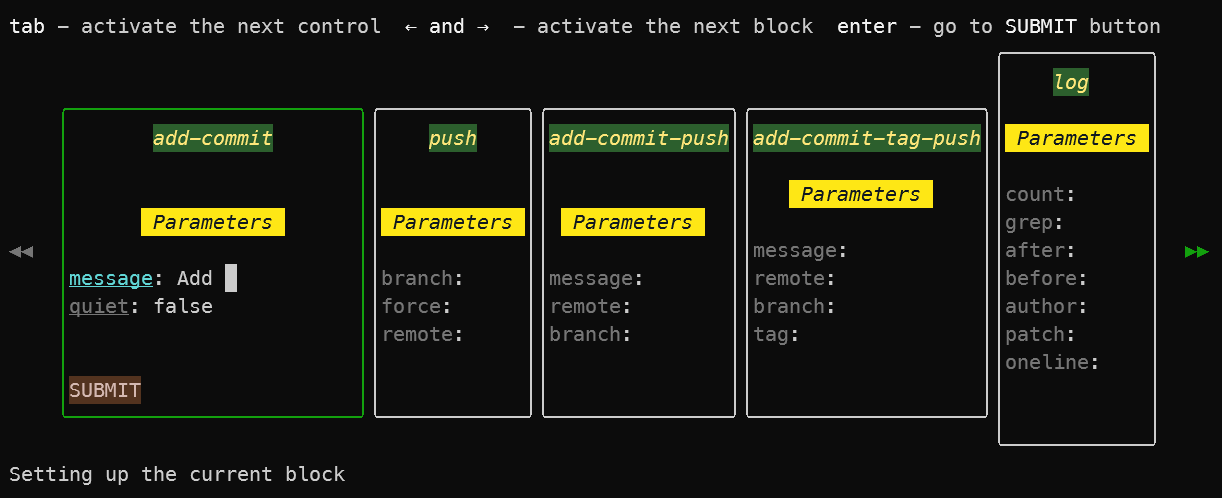 tab – activate the next control ← and → – activate the next block enter – go to SUBMIT button
add-commit
Parameters
message: Add
quiet: false
SUBMIT
push
Parameters
branch:
force:
remote:
add-commit-push
Parameters
message:
remote:
branch:
add-commit-tag-push
Parameters
message:
remote:
branch:
tag:
log
Parameters
count:
grep:
after:
before:
author:
patch:
oneline:
Setting up the current block